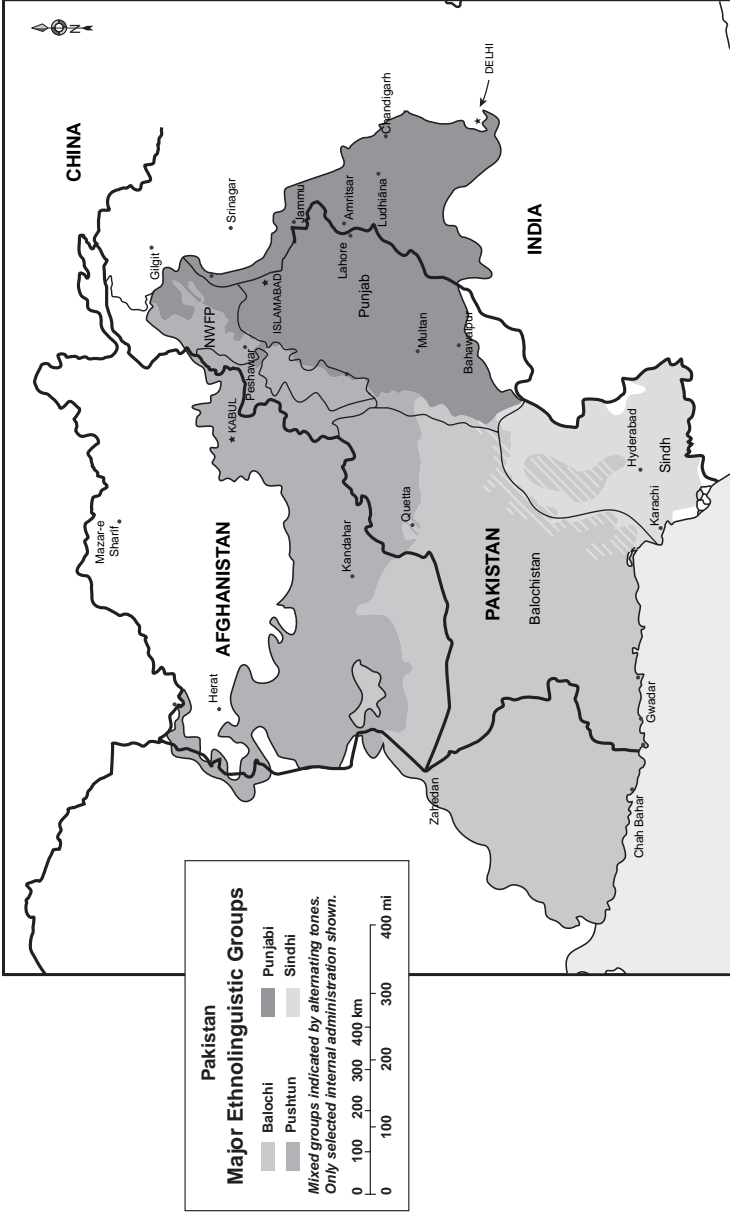 N
CHINA
Gilgit
Srinagar
NWFP
Jammu
ISLAMABAD
Peshawar
KABUL
Mazar-e
Sharif
AFGHANISTAN
Herat
Kandahar
Lahore
Amritsar
Ludhiāna
Chandigarh
DELHI
Punjab
Multan
Bahawalpur
INDIA
Quetta
PAKISTAN
Balochistan
Hyderabad
Sindh
Karachi
Gwadar
Zahedan
Chah Bahar
Pakistan
Major Ethnolinguistic Groups
Balochi Punjabi
Pushtun Sindhi
Mixed groups indicated by alternating tones.
Only selected internal administration shown.
0 100 200 300 400 km
0 100 200 300 400 mi